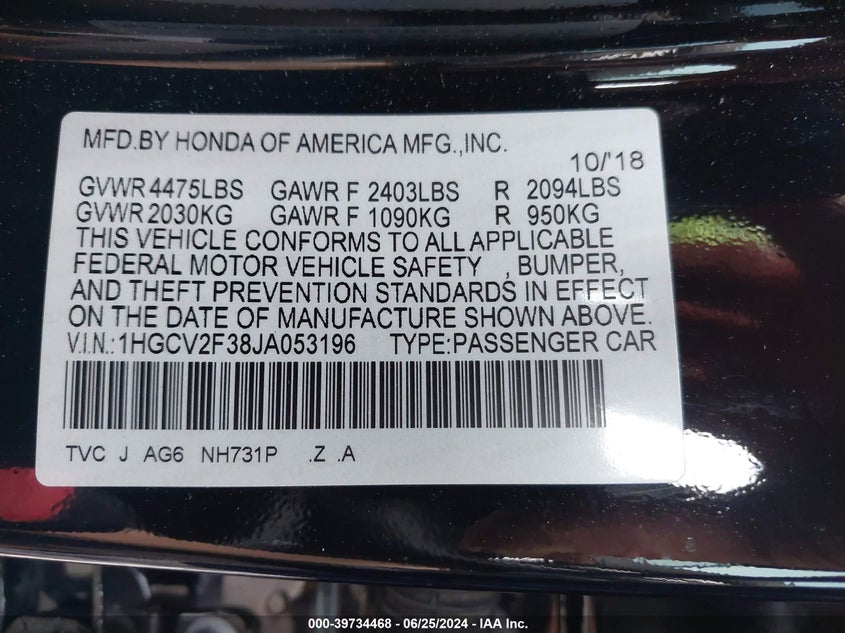 MFD.BY HONDA OF AMERICA MFG.,INC.
10/'18
GVWR 4475LBS GAWR F 2403LBS R 2094LBS
GVWR 2030KG GAWR F 1090KG R 950KG
THIS VEHICLE CONFORMS TO ALL APPLICABLE
FEDERAL MOTOR VEHICLE SAFETY , BUMPER,
AND THEFT PREVENTION STANDARDS IN EFFECT
ON THE DATE OF MANUFACTURE SHOWN ABOVE.
V.I.N.:1HGCV2F38JA053196 TYPE:PASSENGER CAR
TVC J AG6 NH731P .Z .A
000-39734468 - 06/25/2024 - IAA Inc.